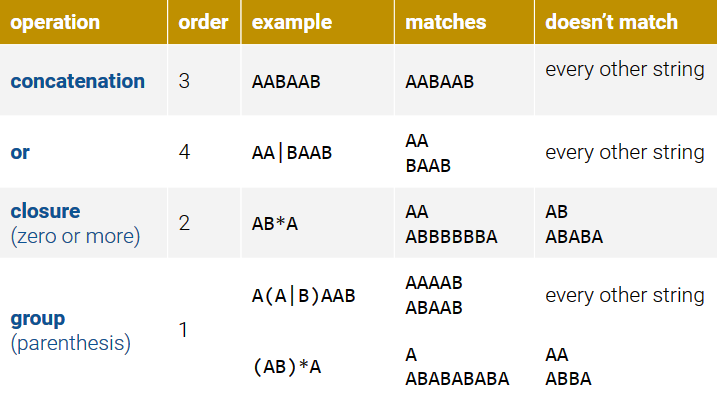 operation order example matches doesn’t match
concatenation 3 AABAAB AABAAB every other string
or 4 AA|BAAB AA BAAB every other string
closure (zero or more) 2 AB*A AA ABBBBBBA AB ABABA
group (parenthesis) 1 A(A|B)AAB AAAAB ABAAB every other string
(AB)*A A ABABABABA AA ABBA